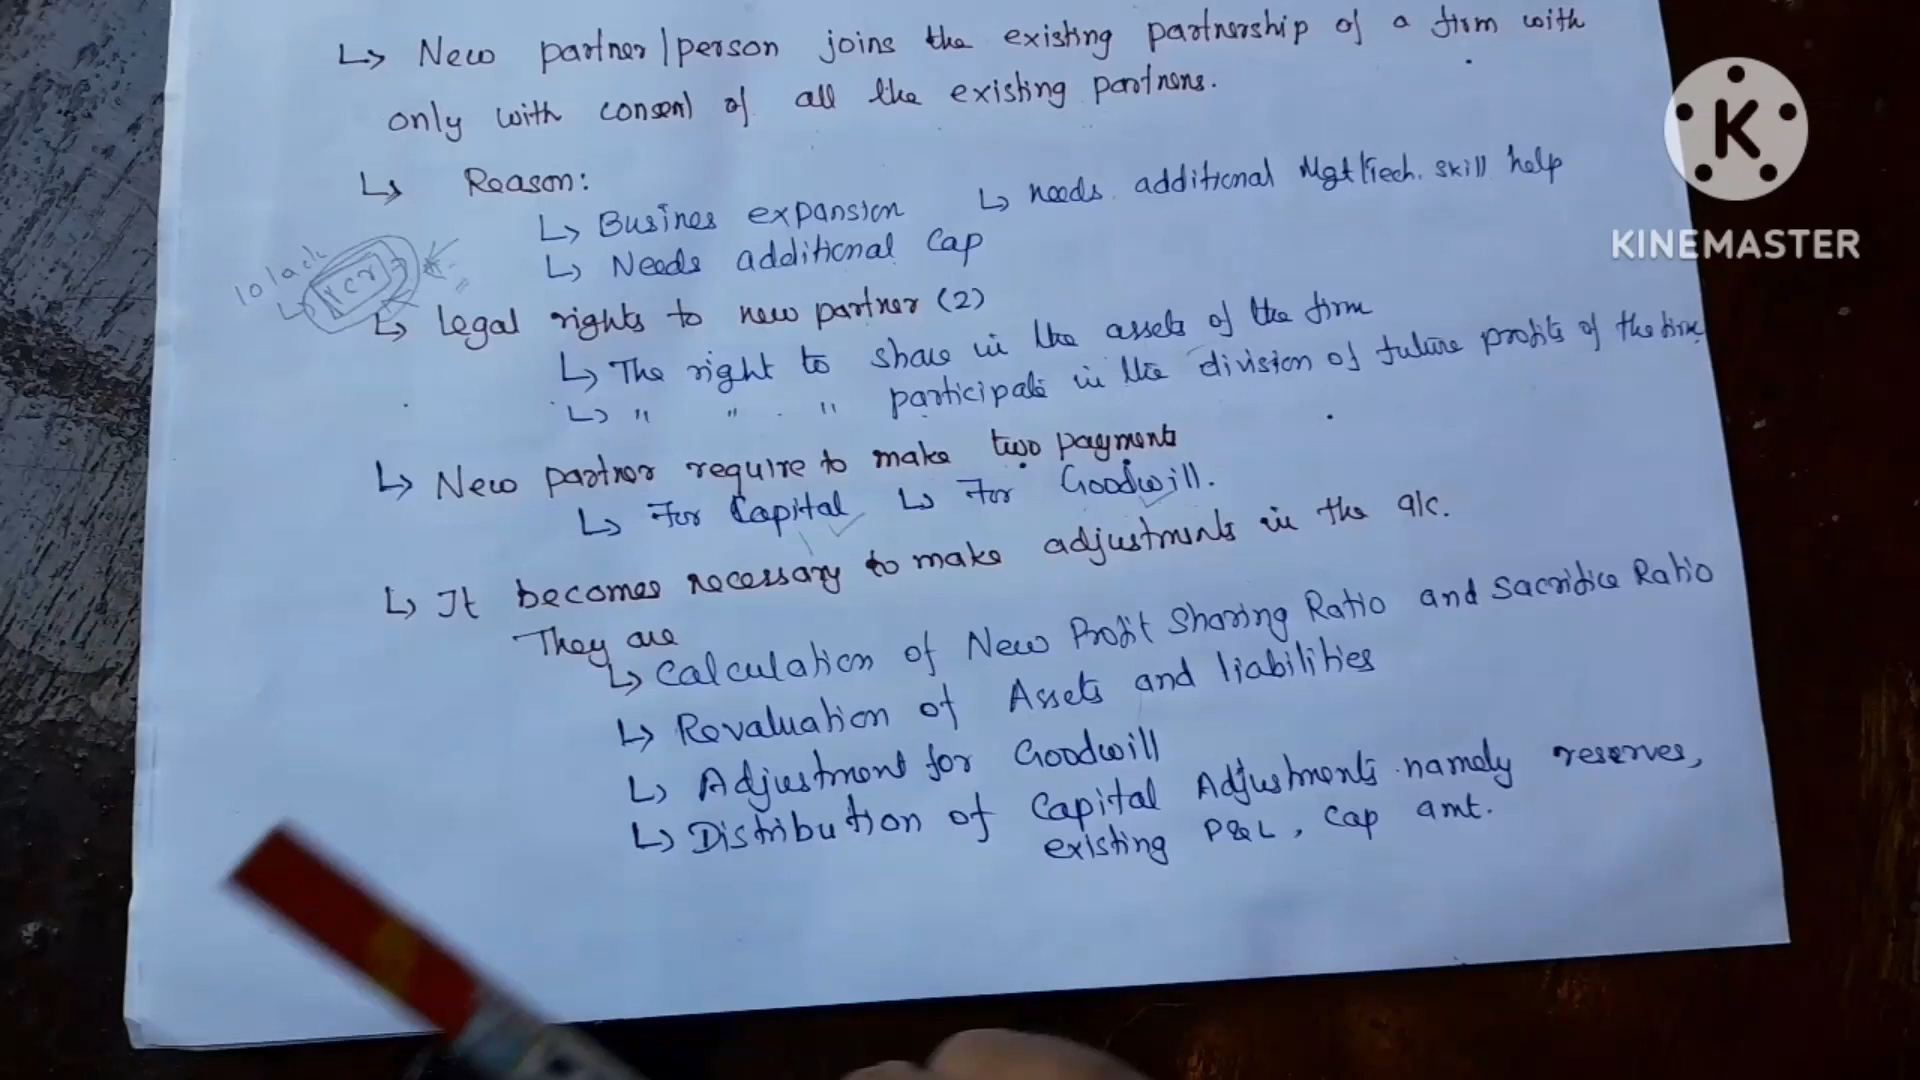 ↳ New partner/person joins the existing partnership of a firm with
only with consent of all the existing partners.
↳ Reason:
↳ Busines expansion ↳ needs additional Mgt/Tech. skill help
↳ Needs additional Cap
10 lack
1 cr
↳ Legal rights to new partner (2)
↳ The right to share in the assets of the firm
↳ " " " participate in the division of future profits of the firm
↳ New partner require to make two payments
↳ For Capital ↳ For Goodwill.
↳ It becomes necessary to make adjustments in the a/c.
They are
↳ Calculation of New Profit Sharing Ratio and Sacrifice Ratio
↳ Revaluation of Assets and liabilities
↳ Adjustment for Goodwill
↳ Distribution of Capital Adjustments namely reserves,
existing P&L, Cap amt.
K
KINEMASTER